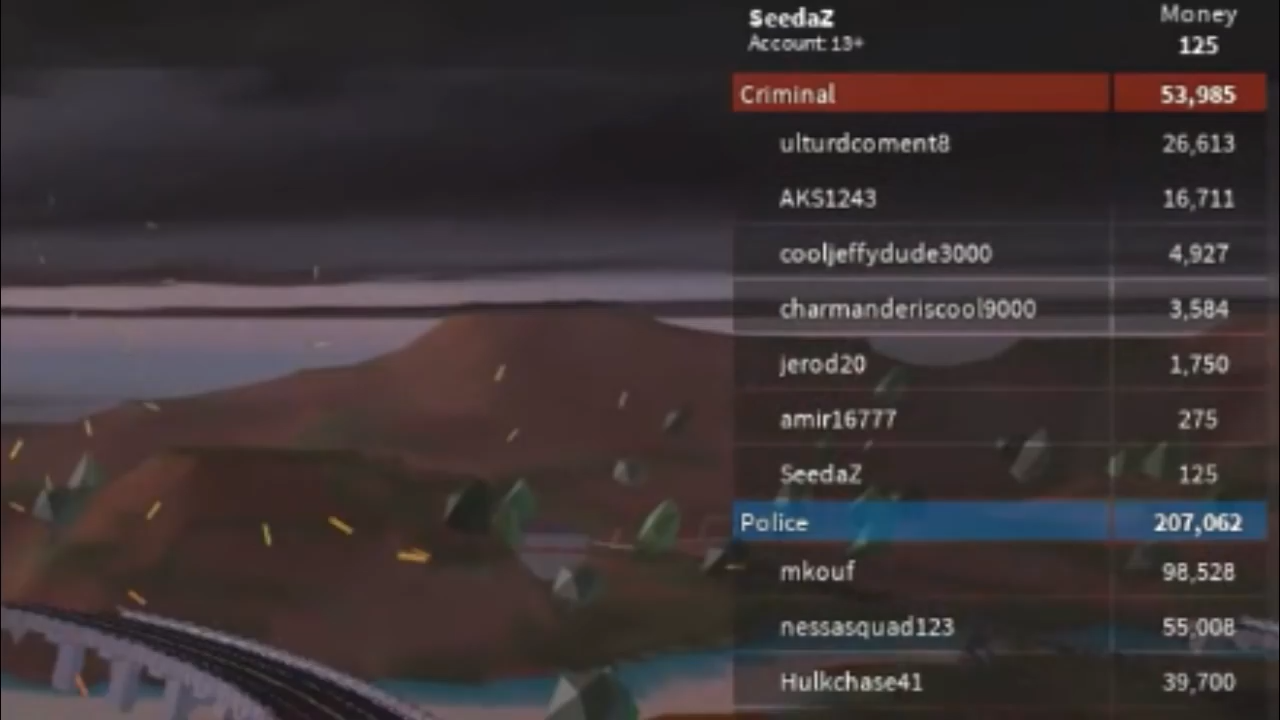 SeedaZ Money
Account: 13+ 125
Criminal 53,985
ulturdcoment8 26,613
AKS1243 16,711
cooljeffydude3000 4,927
charmanderiscool9000 3,584
jerod20 1,750
amir16777 275
SeedaZ 125
Police 207,062
mkouf 98,528
nessasquad123 55,008
Hulkchase41 39,700